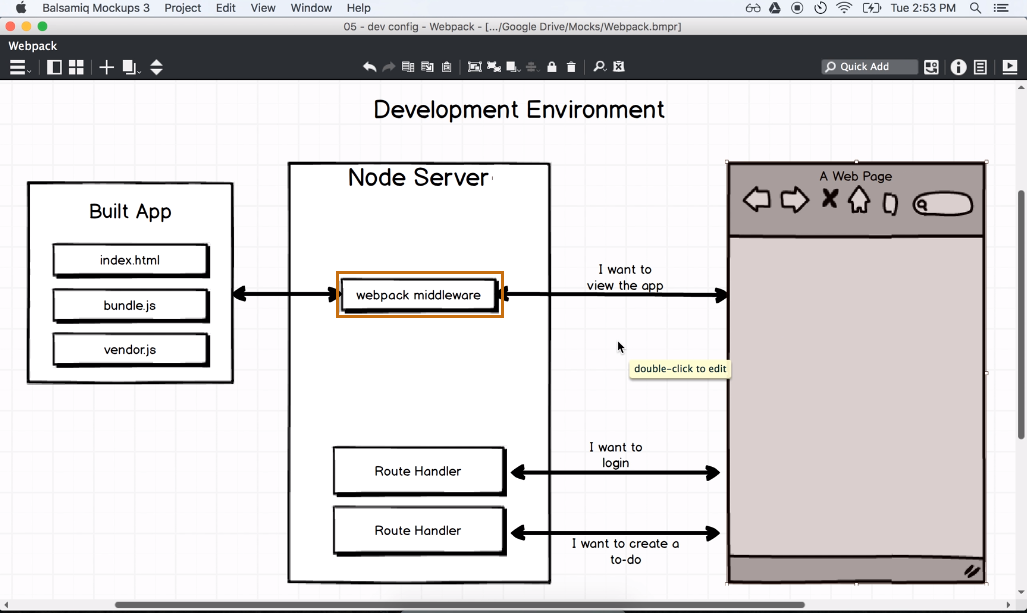 Balsamiq Mockups 3 Project Edit View Window Help Tue 2:53 PM
05 - dev config - Webpack - [.../Google Drive/Mocks/Webpack.bmpr]
Webpack
Quick Add
Development Environment
Built App
index.html
bundle.js
vendor.js
Node Server
webpack middleware
Route Handler
Route Handler
I want to
view the app
double-click to edit
I want to
login
I want to create a
to-do
A Web Page